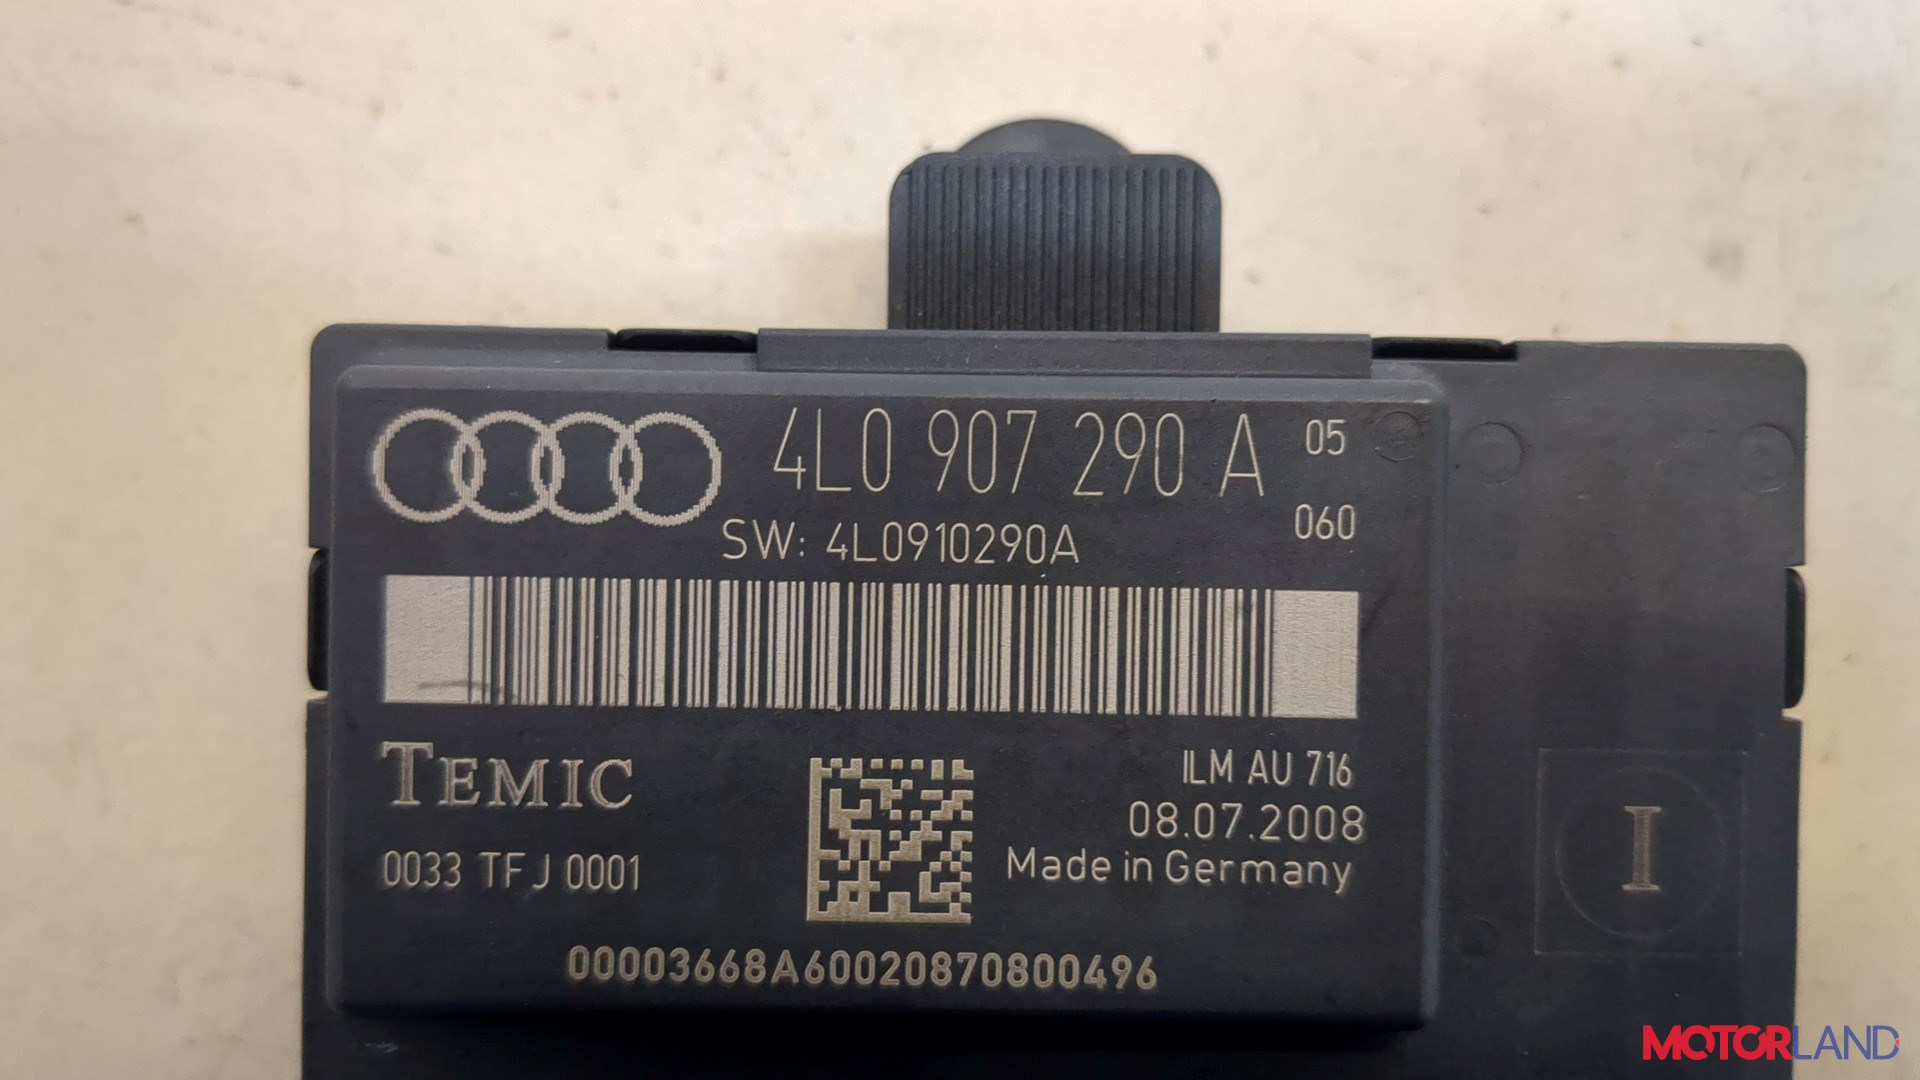 4L0 907 290 A 05
060
SW: 4L0910290A
TEMIC
ILM AU 716
08.07.2008
0033 TFJ 0001
Made in Germany
00003668A60020870800496
I
MOTORLAND